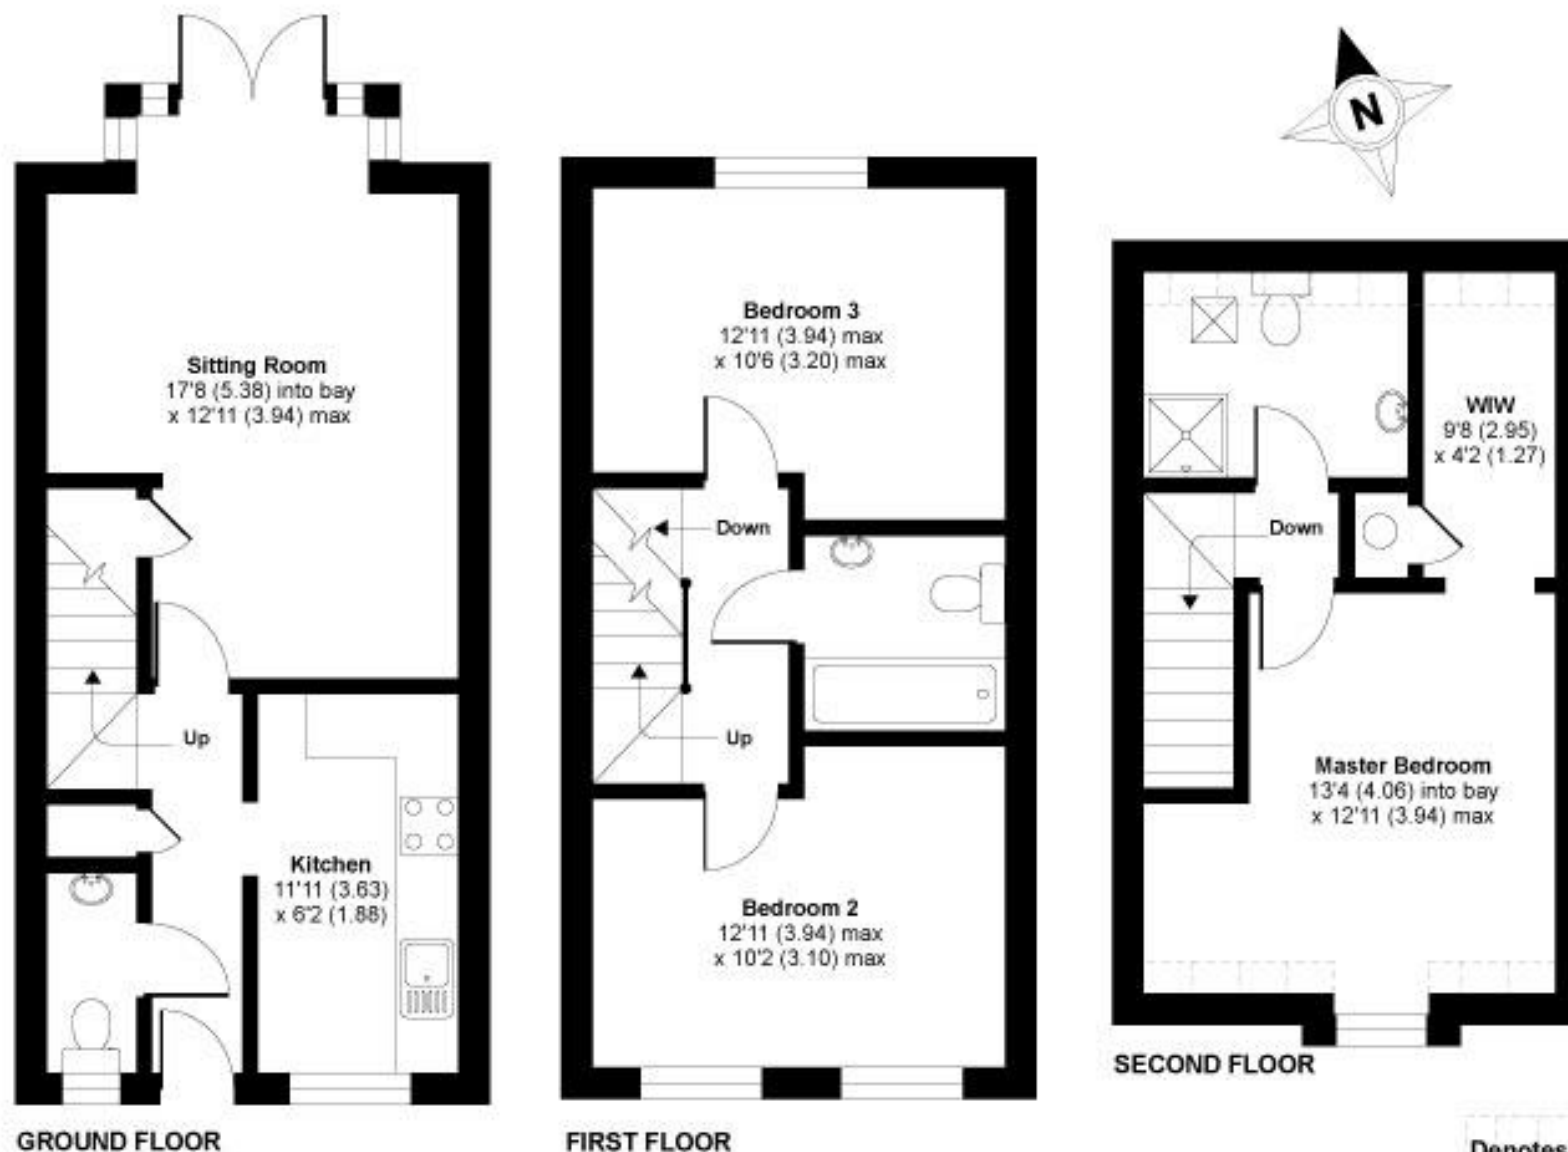 N
Sitting Room
17'8 (5.38) into bay
x 12'11 (3.94) max
Up
Kitchen
11'11 (3.63)
x 6'2 (1.88)
GROUND FLOOR
Bedroom 3
12'11 (3.94) max
x 10'6 (3.20) max
Down
Up
Bedroom 2
12'11 (3.94) max
x 10'2 (3.10) max
FIRST FLOOR
WIW
9'8 (2.95)
x 4'2 (1.27)
Down
Master Bedroom
13'4 (4.06) into bay
x 12'11 (3.94) max
SECOND FLOOR
Denotes